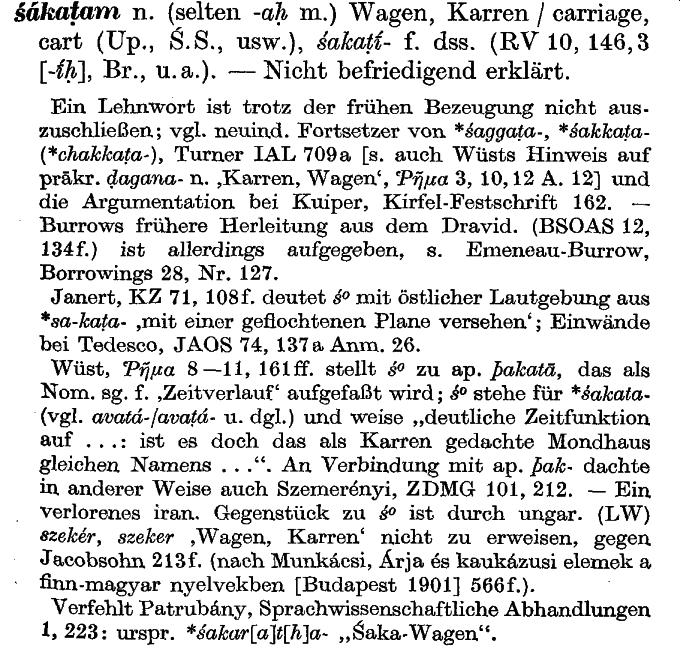 śákaṭam n. (selten -aḥ m.) Wagen, Karren / carriage,
cart (Up., Ś.S., usw.), śakaṭī́- f. dss. (RV 10, 146,3
[-ī́ḥ], Br., u. a.). — Nicht befriedigend erklärt.
Ein Lehnwort ist trotz der frühen Bezeugung nicht aus-
zuschließen; vgl. neuind. Fortsetzer von *śaggaṭa-, *śakkaṭa-
(*chakkaṭa-), Turner IAL 709a [s. auch Wüsts Hinweis auf
prākr. ḍagana- n. ‚Karren, Wagen‘, Ῥῆμα 3, 10,12 A. 12] und
die Argumentation bei Kuiper, Kirfel-Festschrift 162. —
Burrows frühere Herleitung aus dem Dravid. (BSOAS 12,
134f.) ist allerdings aufgegeben, s. Emeneau-Burrow,
Borrowings 28, Nr. 127.
Janert, KZ 71, 108f. deutet ś° mit östlicher Lautgebung aus
*sa-kaṭa- ‚mit einer geflochtenen Plane versehen‘; Einwände
bei Tedesco, JAOS 74, 137a Anm. 26.
Wüst, Ῥῆμα 8—11, 161ff. stellt ś° zu ap. þakatā, das als
Nom. sg. f. ‚Zeitverlauf‘ aufgefaßt wird; ś° stehe für *śakata-
(vgl. avatá-/avaṭá- u. dgl.) und weise „deutliche Zeitfunktion
auf ...: ist es doch das als Karren gedachte Mondhaus
gleichen Namens ...“. An Verbindung mit ap. þak- dachte
in anderer Weise auch Szemerényi, ZDMG 101, 212. — Ein
verlorenes iran. Gegenstück zu ś° ist durch ungar. (LW)
szekér, szeker ‚Wagen, Karren‘ nicht zu erweisen, gegen
Jacobsohn 213f. (nach Munkácsi, Árja és kaukázusi elemek a
finn-magyar nyelvekben [Budapest 1901] 566f.).
Verfehlt Patrubány, Sprachwissenschaftliche Abhandlungen
1, 223: urspr. *śakar[a]t[h]a- „Śaka-Wagen“.